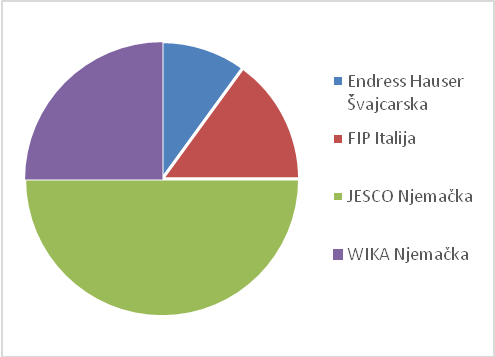 Endress Hauser
Švajcarska
FIP Italija
JESCO Njemačka
WIKA Njemačka